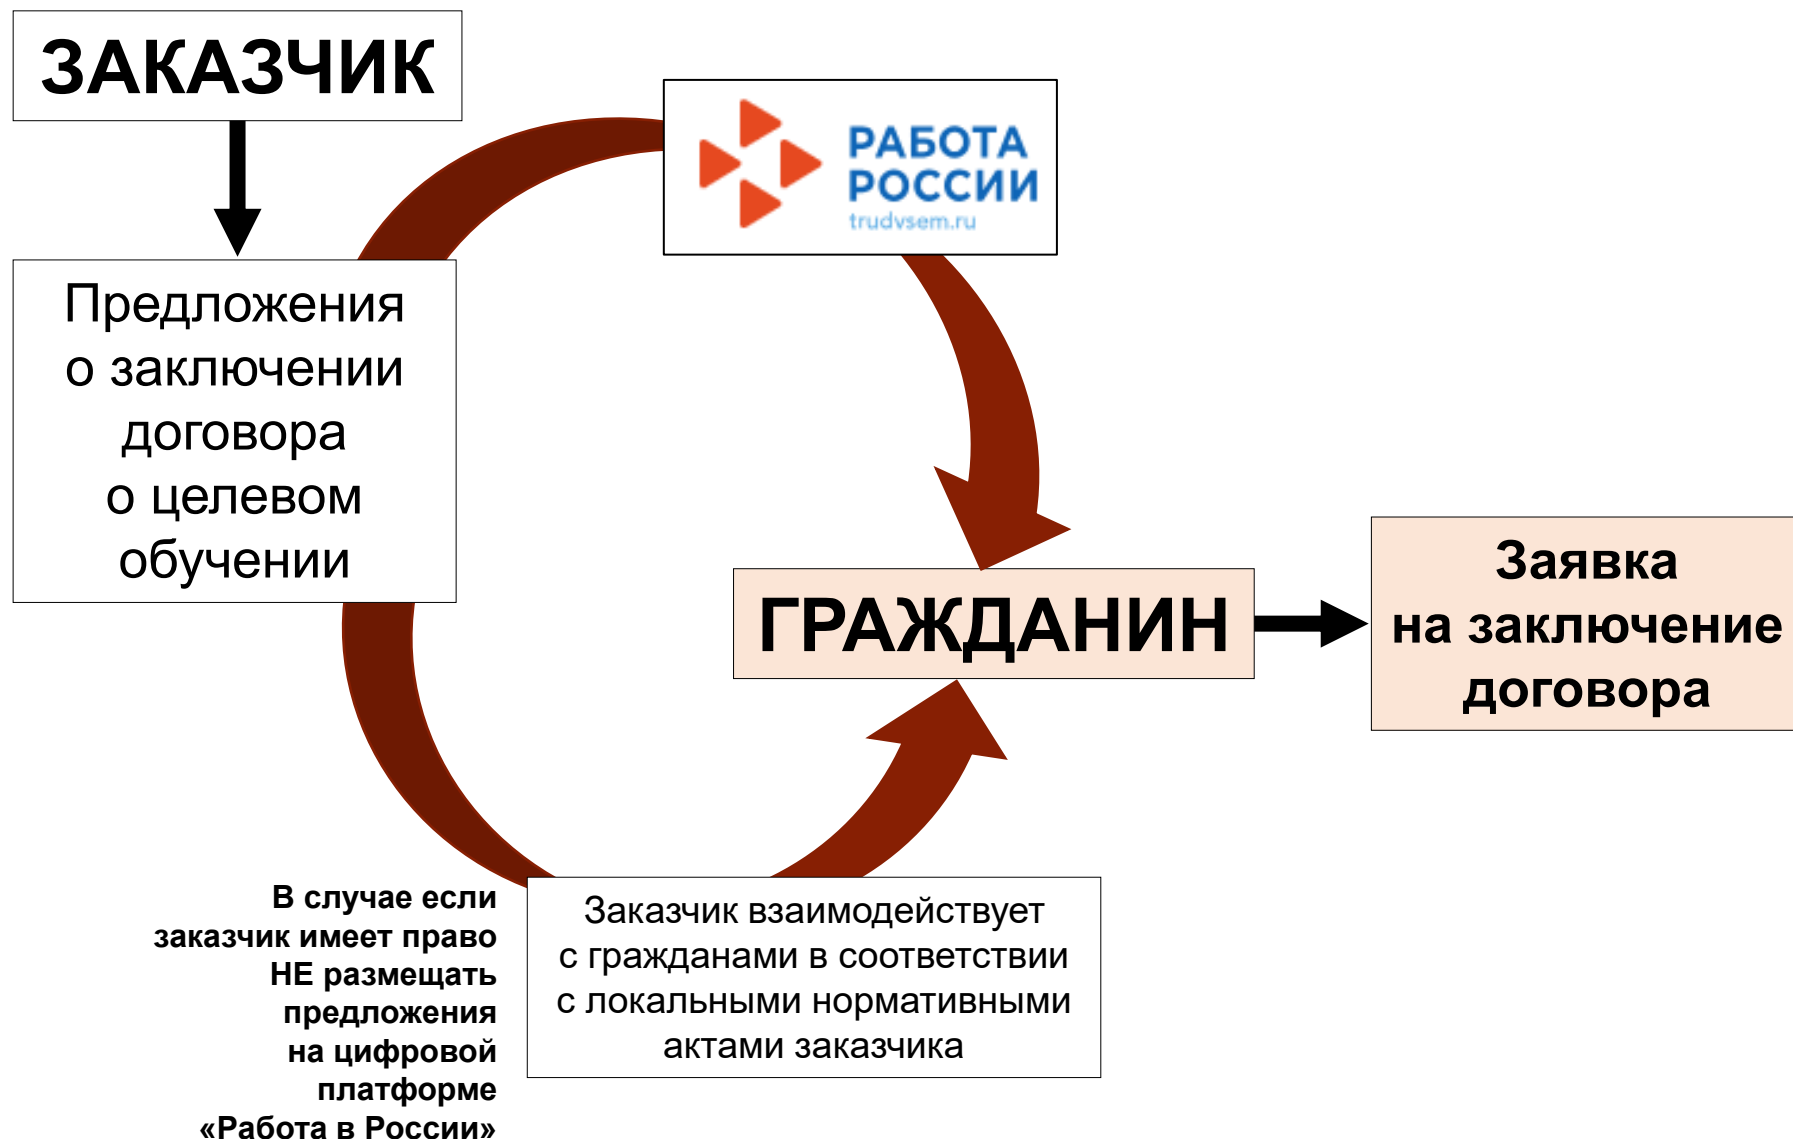 ЗАКАЗЧИК
РАБОТА
РОССИИ
trudvsem.ru
Предложения
о заключении
договора
о целевом
обучении
ГРАЖДАНИН
Заявка
на заключение
договора
В случае если
заказчик имеет право
НЕ размещать
предложения
на цифровой
платформе
«Работа в России»
Заказчик взаимодействует
с гражданами в соответствии
с локальными нормативными
актами заказчика